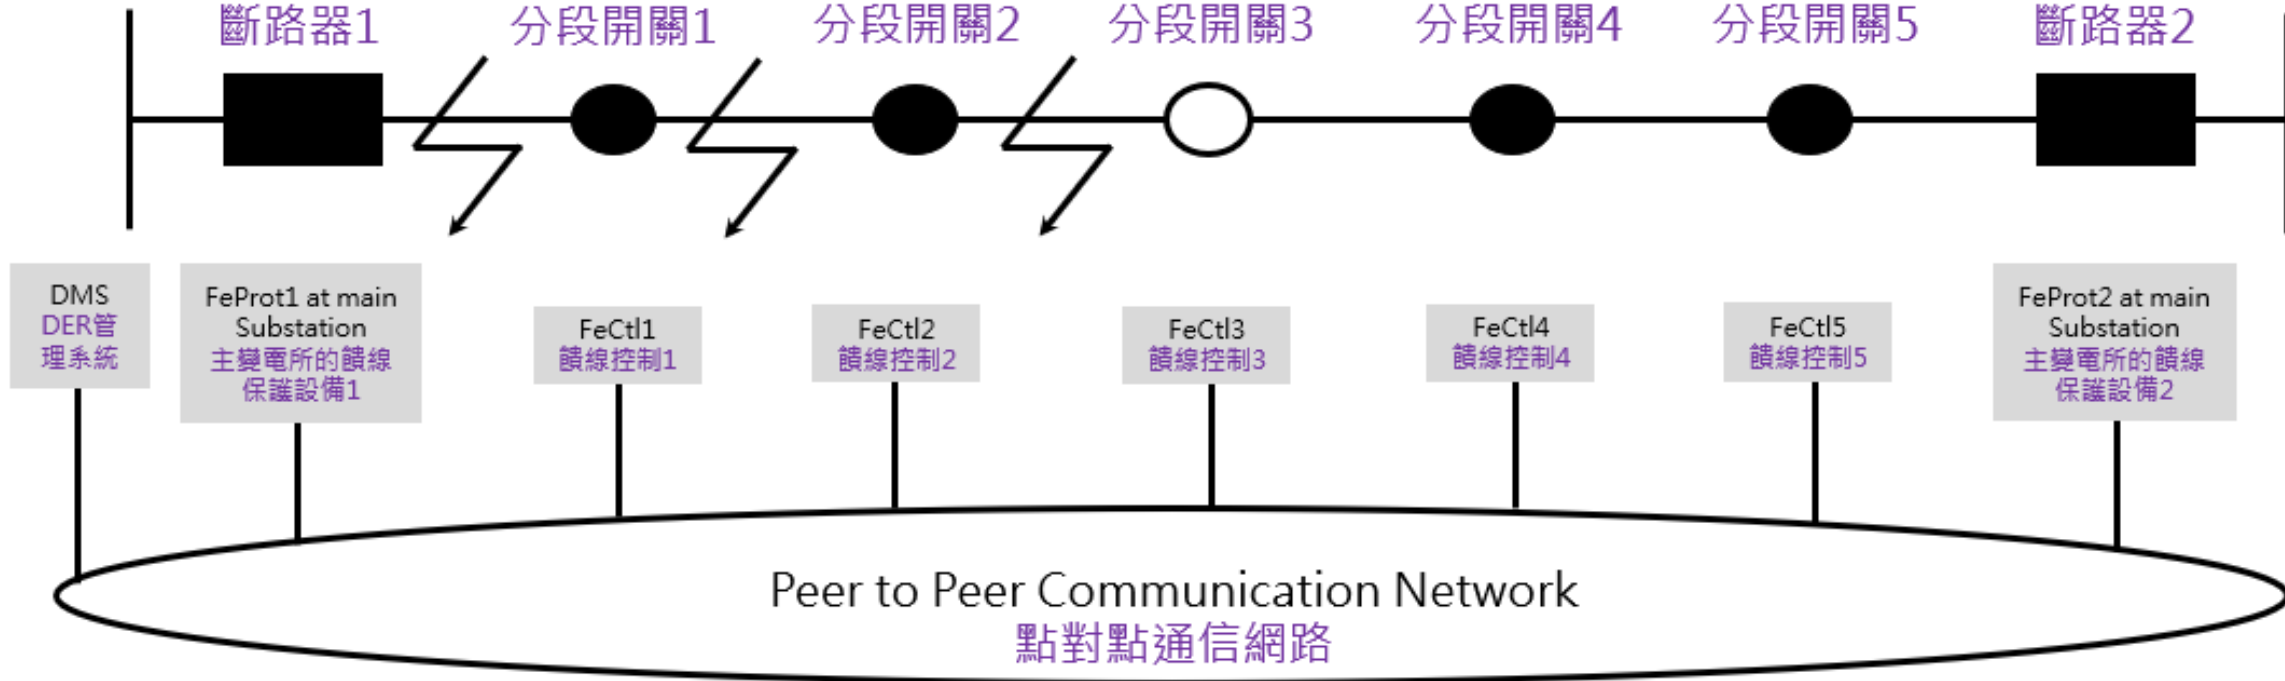 斷路器1
分段開關1
分段開關2
分段開關3
分段開關4
分段開關5
斷路器2
DMS
DER管
理系統
FeProt1 at main
Substation
主變電所的饋線
保護設備1
FeCtl1
饋線控制1
FeCtl2
饋線控制2
FeCtl3
饋線控制3
FeCtl4
饋線控制4
FeCtl5
饋線控制5
FeProt2 at main
Substation
主變電所的饋線
保護設備2
Peer to Peer Communication Network
點對點通信網路